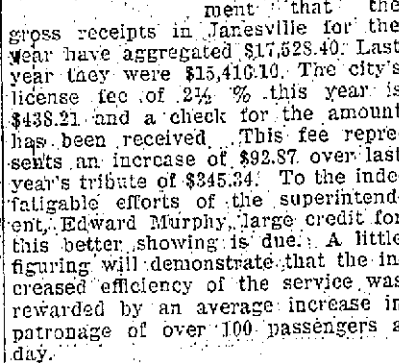 ment that the
gross receipts in Janesville for the
year have aggregated $17,528.40. Last
year they were $15,416.10. The city's
license fee of 2½ % this year is
$438.21 and a check for the amount
has been received. This fee repre
sents an increase of $92.87 over last
year's tribute of $345.34. To the inde
fatigable efforts of the superintend
ent, Edward Murphy, large credit for
this better showing is due. A little
figuring will demonstrate that the in
creased efficiency of the service was
rewarded by an average increase in
patronage of over 100 passengers a
day.